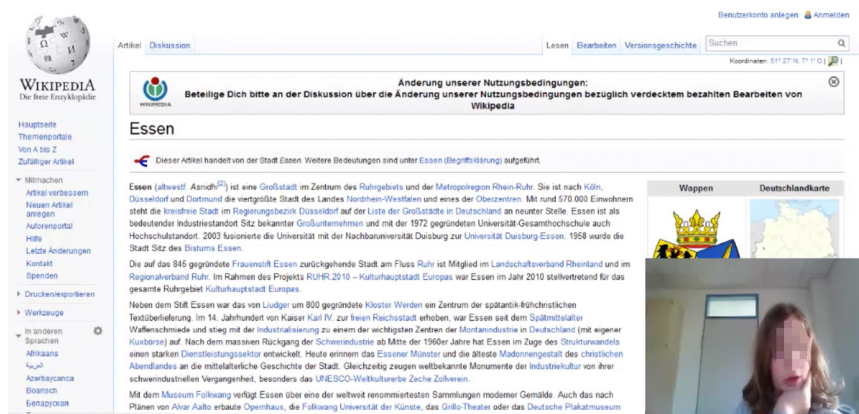 Benutzerkonto anlegen Anmelden
Artikel Diskussion Lesen Bearbeiten Versionsgeschichte Suchen
Koordinaten: 51° 27′ N, 7° 1′ O
WIKIPEDIA
Die freie Enzyklopädie
Änderung unserer Nutzungsbedingungen:
Beteilige Dich bitte an der Diskussion über die Änderung unserer Nutzungsbedingungen bezüglich verdecktem bezahlten Bearbeiten von
Wikipedia
WIKIMEDIA
Essen
Dieser Artikel handelt von der Stadt Essen. Weitere Bedeutungen sind unter Essen (Begriffsklärung) aufgeführt.
Essen (altwestf. Asnidhi[2]) ist eine Großstadt im Zentrum des Ruhrgebiets und der Metropolregion Rhein-Ruhr. Sie ist nach Köln,
Düsseldorf und Dortmund die viertgrößte Stadt des Landes Nordrhein-Westfalen und eines der Oberzentren. Mit rund 570.000 Einwohnern
steht die kreisfreie Stadt im Regierungsbezirk Düsseldorf auf der Liste der Großstädte in Deutschland an neunter Stelle. Essen ist als
bedeutender Industriestandort Sitz bekannter Großunternehmen und mit der 1972 gegründeten Universität-Gesamthochschule auch
Hochschulstandort. 2003 fusionierte die Universität mit der Nachbaruniversität Duisburg zur Universität Duisburg-Essen. 1958 wurde die
Stadt Sitz des Bistums Essen.
Die auf das 845 gegründete Frauenstift Essen zurückgehende Stadt am Fluss Ruhr ist Mitglied im Landschaftsverband Rheinland und im
Regionalverband Ruhr. Im Rahmen des Projekts RUHR.2010 – Kulturhauptstadt Europas war Essen im Jahr 2010 stellvertretend für das
gesamte Ruhrgebiet Kulturhauptstadt Europas.
Neben dem Stift Essen war das von Liudger um 800 gegründete Kloster Werden ein Zentrum der spätantik-frühchristlichen
Textüberlieferung. Im 14. Jahrhundert von Kaiser Karl IV. zur freien Reichsstadt erhoben, war Essen seit dem Spätmittelalter
Waffenschmiede und stieg mit der Industrialisierung zu einem der wichtigsten Zentren der Montanindustrie in Deutschland (mit eigener
Kuxbörse) auf. Nach dem massiven Rückgang der Schwerindustrie ab Mitte der 1960er Jahre hat Essen im Zuge des Strukturwandels
einen starken Dienstleistungssektor entwickelt. Heute erinnern das Essener Münster und die älteste Madonnengestalt des christlichen
Abendlandes an die mittelalterliche Geschichte der Stadt. Gleichzeitig zeugen weltbekannte Monumente der Industriekultur von ihrer
schwerindustriellen Vergangenheit, besonders das UNESCO-Weltkulturerbe Zeche Zollverein.
Mit dem Museum Folkwang verfügt Essen über eine der weltweit renommiertesten Sammlungen moderner Gemälde. Auch das nach
Plänen von Alvar Aalto erbaute Opernhaus, die Folkwang Universität der Künste, das Grillo-Theater oder das Deutsche Plakatmuseum
Wappen Deutschlandkarte
Hauptseite
Themenportale
Von A bis Z
Zufälliger Artikel
Mitmachen
Artikel verbessern
Neuen Artikel
anlegen
Autorenportal
Hilfe
Letzte Änderungen
Kontakt
Spenden
Drucken/exportieren
Werkzeuge
In anderen
Sprachen
Afrikaans
العربية
Azərbaycanca
Boarisch
Беларуская